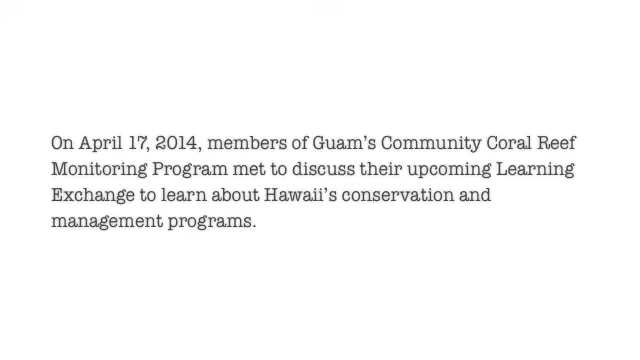 On April 17, 2014, members of Guam's Community Coral Reef
Monitoring Program met to discuss their upcoming Learning
Exchange to learn about Hawaii's conservation and
management programs.